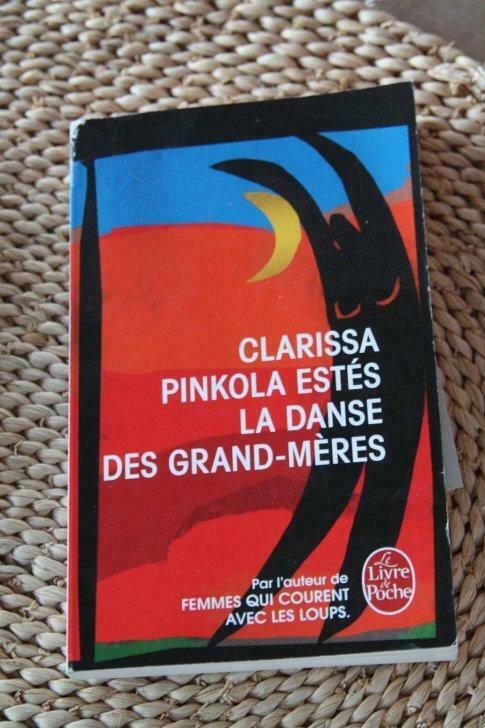 CLARISSA
PINKOLA ESTÉS
LA DANSE
DES GRAND-MÈRES
Par l'auteur de
FEMMES QUI COURENT
AVEC LES LOUPS.
Le
Livre
de
Poche